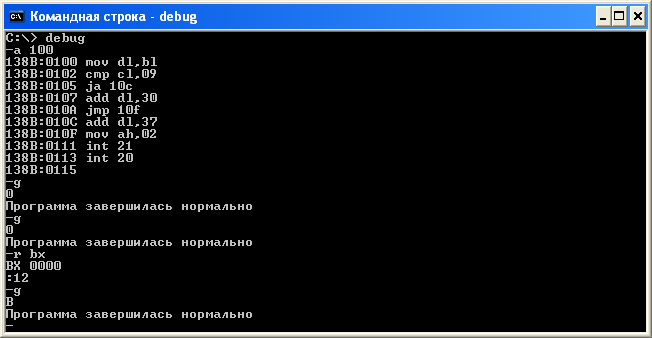 Командная строка - debug
C:\> debug
-a 100
138B:0100 mov dl,bl
138B:0102 cmp cl,09
138B:0105 ja 10c
138B:0107 add dl,30
138B:010A jmp 10f
138B:010C add dl,37
138B:010F mov ah,02
138B:0111 int 21
138B:0113 int 20
138B:0115
-g
0
Программа завершилась нормально
-g
0
Программа завершилась нормально
-r bx
BX 0000
:12
-g
B
Программа завершилась нормально
-